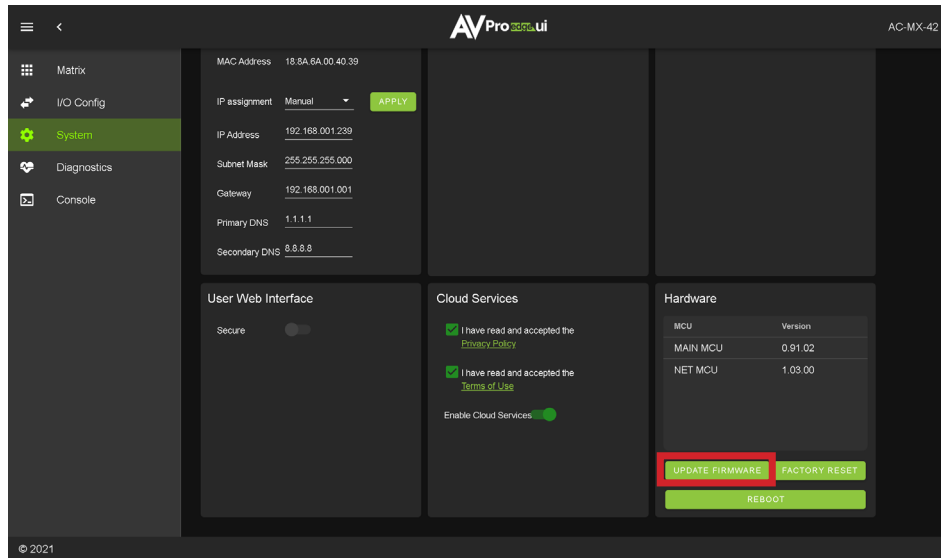 AVPro edge.ui
AC-MX-42
Matrix
I/O Config
System
Diagnostics
Console
MAC Address 18.8A.6A.00.40.39
IP assignment Manual APPLY
IP Address 192.168.001.239
Subnet Mask 255.255.255.000
Gateway 192.168.001.001
Primary DNS 1.1.1.1
Secondary DNS 8.8.8.8
User Web Interface
Secure
Cloud Services
I have read and accepted the
Privacy Policy
I have read and accepted the
Terms of Use
Enable Cloud Services
Hardware
MCU Version
MAIN MCU 0.91.02
NET MCU 1.03.00
UPDATE FIRMWARE FACTORY RESET
REBOOT
© 2021